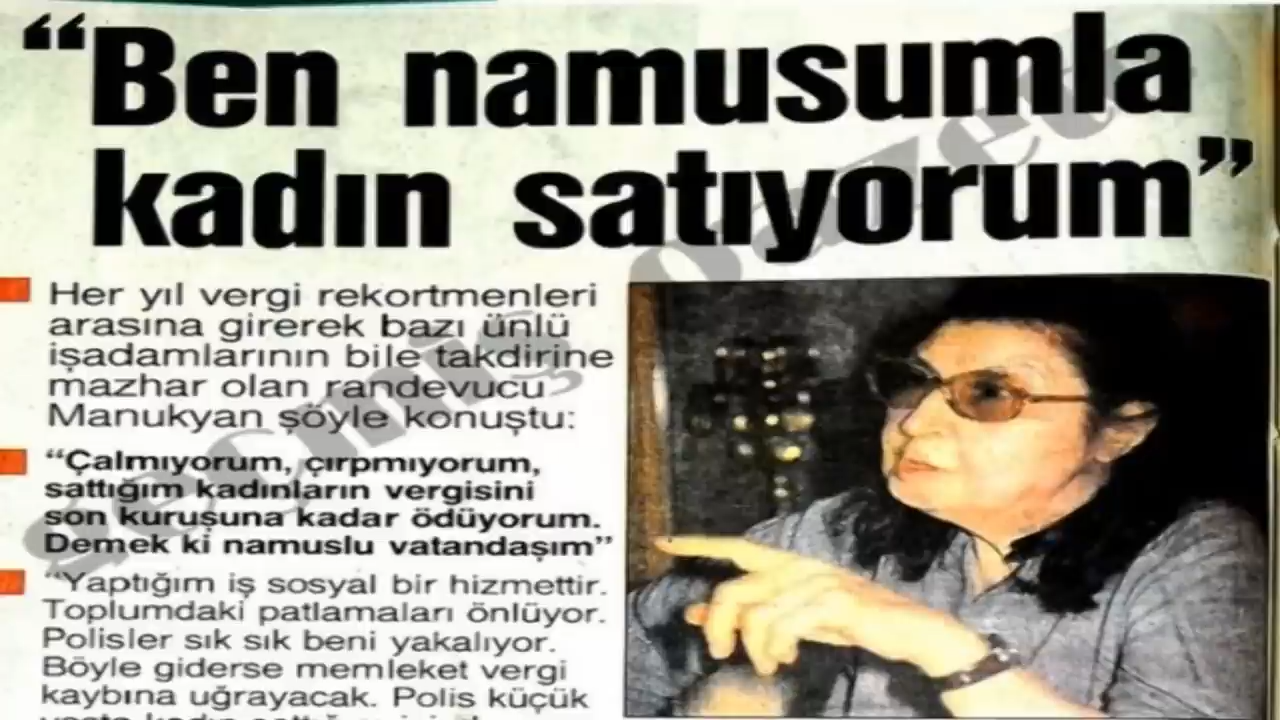 “Ben namusumla
kadın satıyorum”
Her yıl vergi rekortmenleri
arasına girerek bazı ünlü
işadamlarının bile takdirine
mazhar olan randevucu
Manukyan şöyle konuştu:
“Çalmıyorum, çırpmıyorum,
sattığım kadınların vergisini
son kuruşuna kadar ödüyorum.
Demek ki namuslu vatandaşım”
“Yaptığım iş sosyal bir hizmettir.
Toplumdaki patlamaları önlüyor.
Polisler sık sık beni yakalıyor.
Böyle giderse memleket vergi
kaybına uğrayacak. Polis küçük